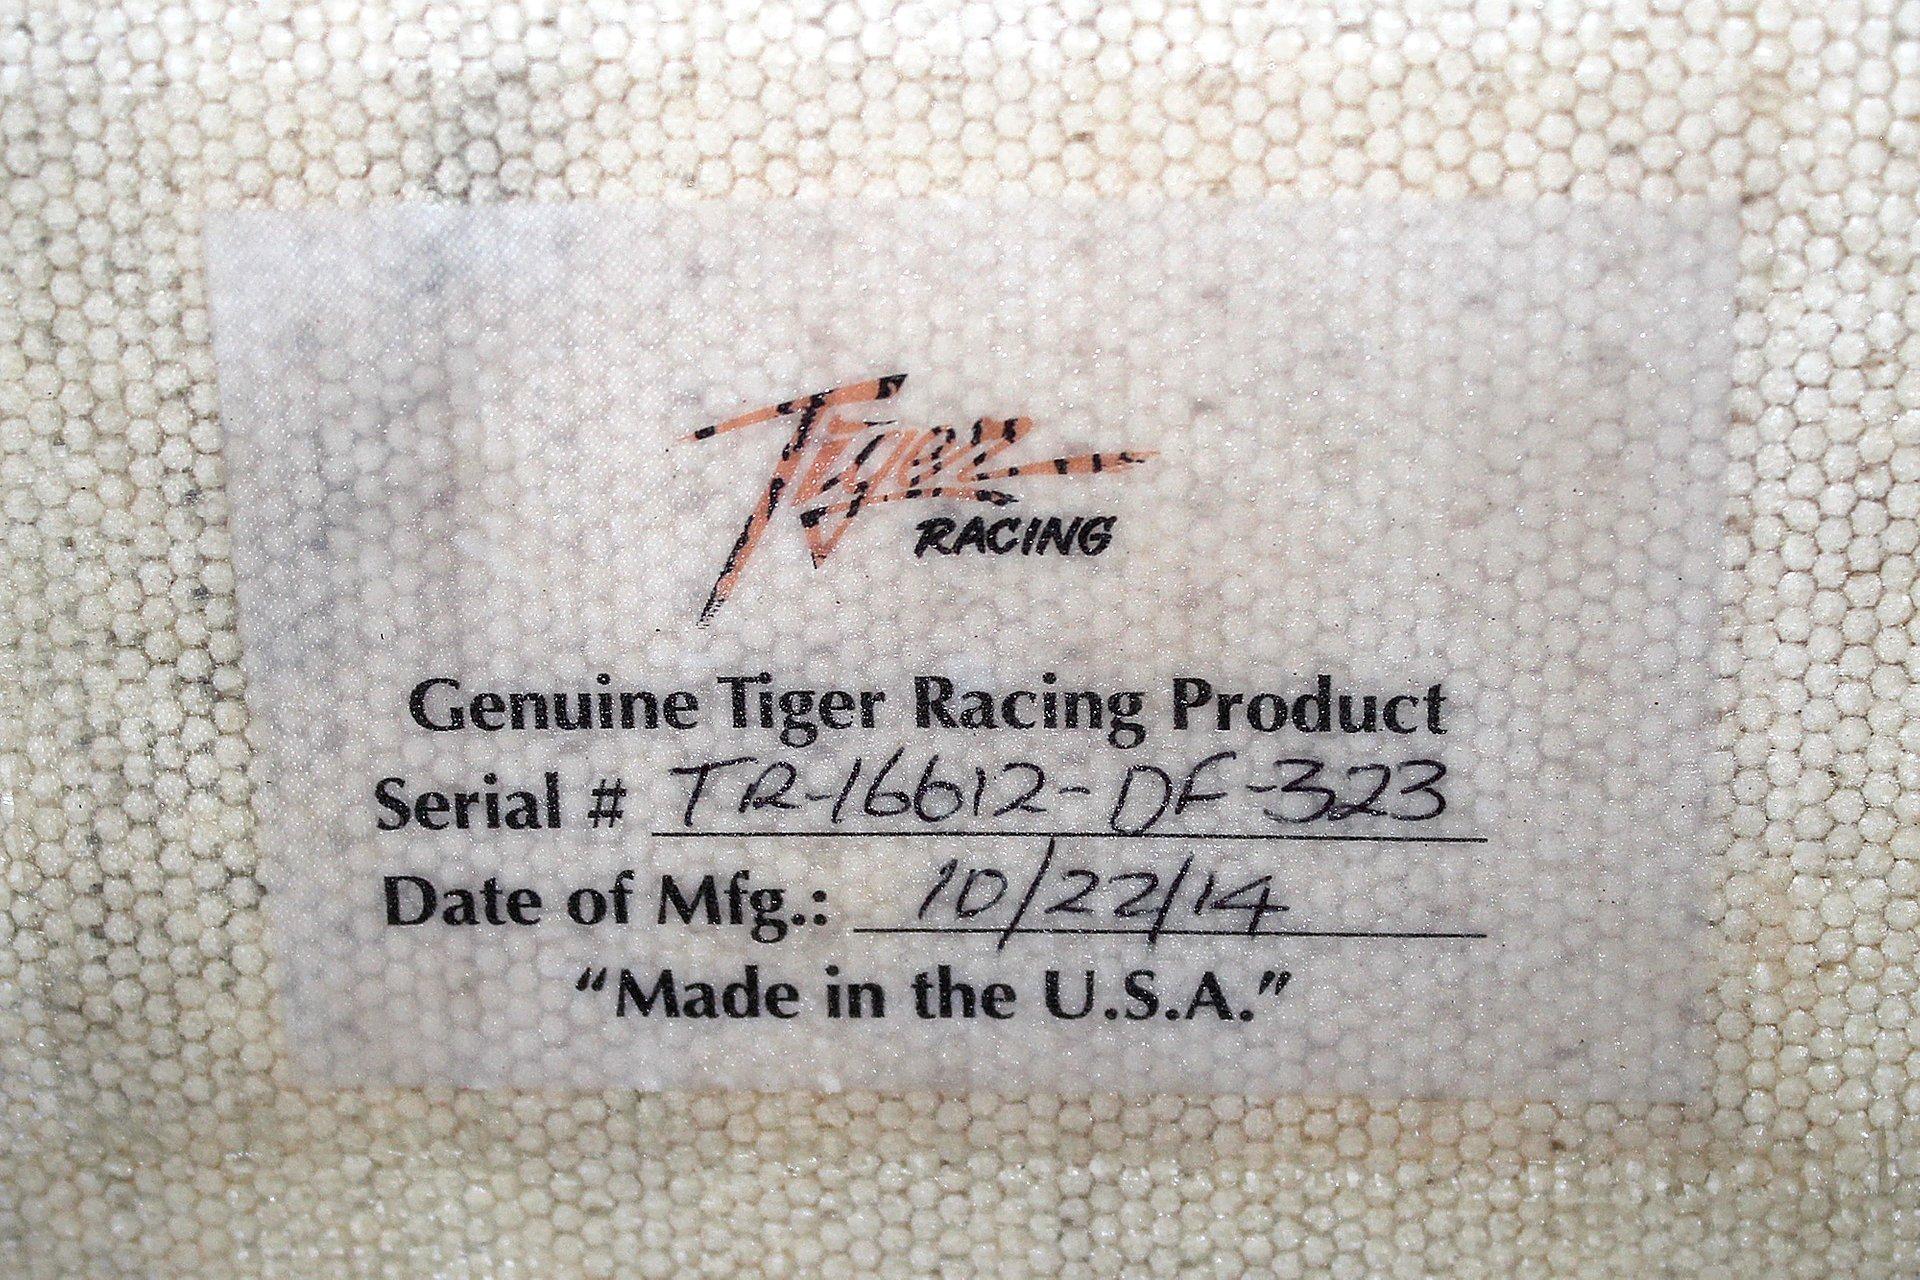 Tiger
RACING
Genuine Tiger Racing Product
Serial # TR-16612-DF-323
Date of Mfg.: 10/22/14
“Made in the U.S.A.”